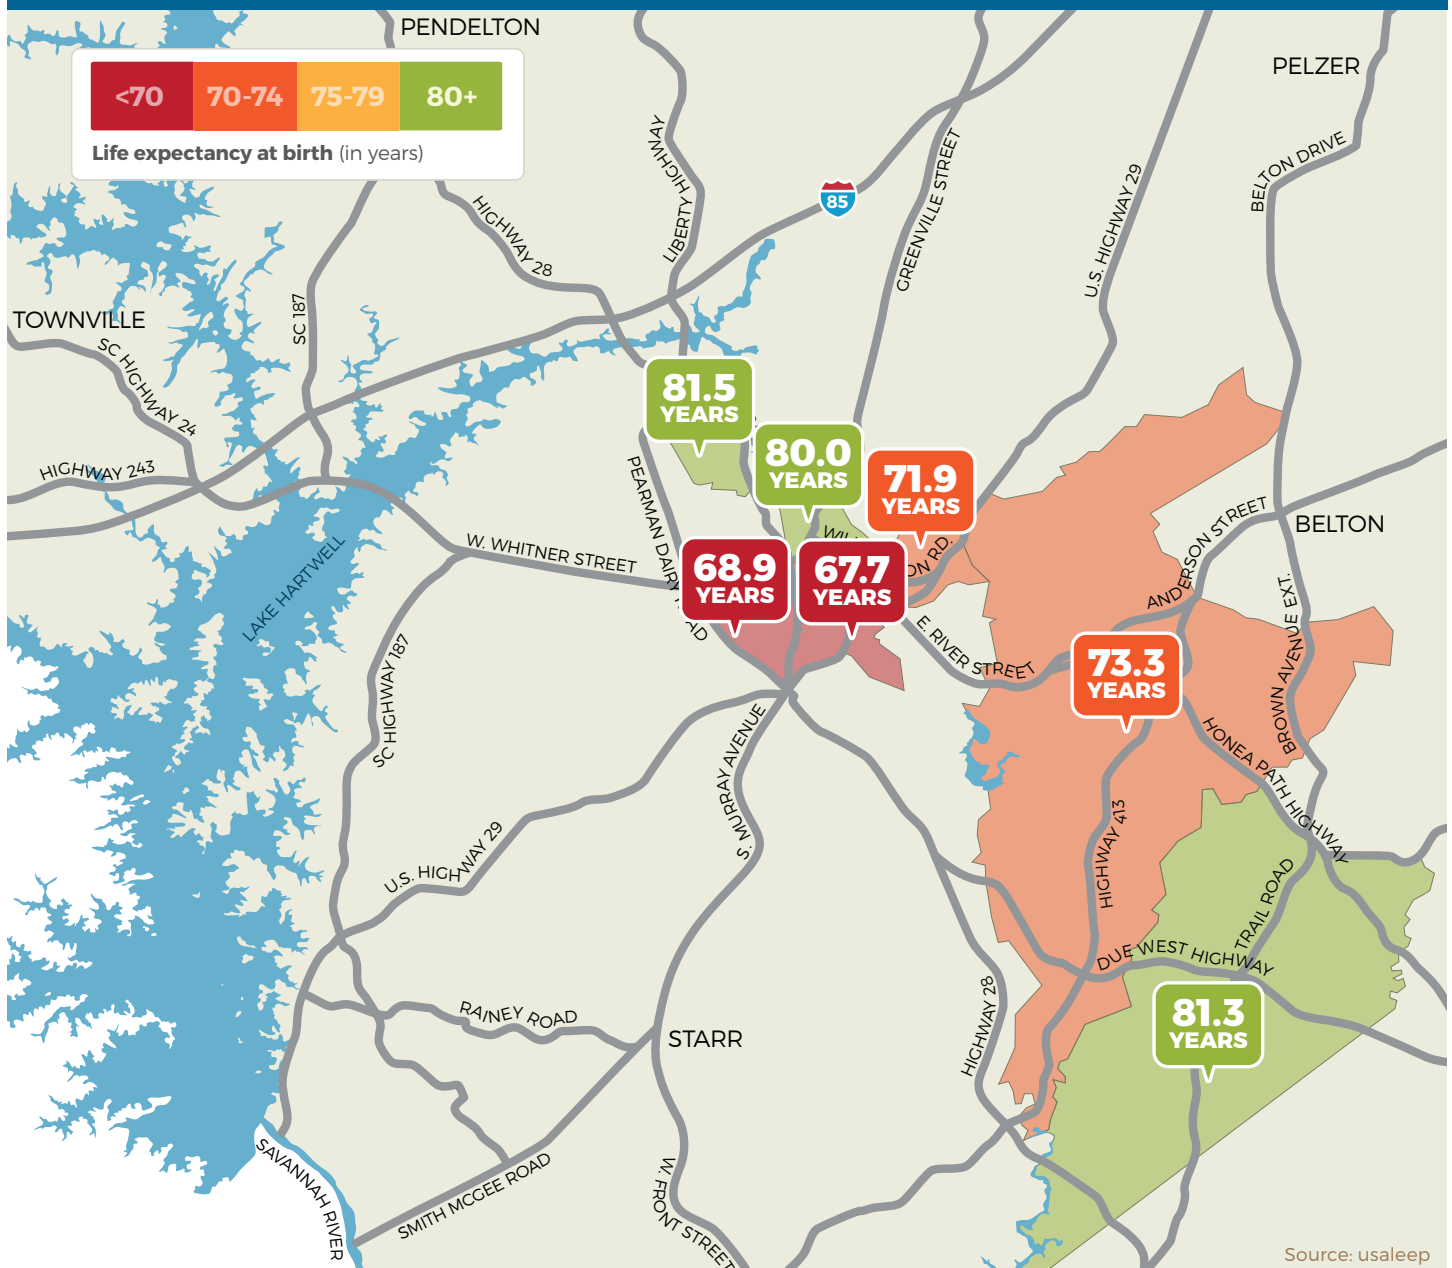 PENDELTON
PELZER
<70
70-74
75-79
80+
Life expectancy at birth (in years)
LIBERTY HIGHWAY
85
GREENVILLE STREET
U.S. HIGHWAY 29
BELTON DRIVE
HIGHWAY 28
SC 187
TOWNVILLE
SC HIGHWAY 24
HIGHWAY 243
81.5
YEARS
80.0
YEARS
71.9
YEARS
BELTON
ANDERSON STREET
PEARMAN DAIRY
AD
W. WHITNER STREET
LAKE HARTWELL
ON RD.
68.9
YEARS
67.7
YEARS
E. RIVER STREET
BROWN AVENUE EXT.
73.3
YEARS
SC HIGHWAY 187
HONEA PATH HIGHWAY
S. MURRAY AVENUE
HIGHWAY 413
U.S. HIGHWAY 29
TRAIL ROAD
DUE WEST HIGHWAY
81.3
YEARS
RAINEY ROAD
STARR
HIGHWAY 28
SAVANNAH RIVER
SMITH MCGEE ROAD
W. FRONT STREET
Source: usaleep